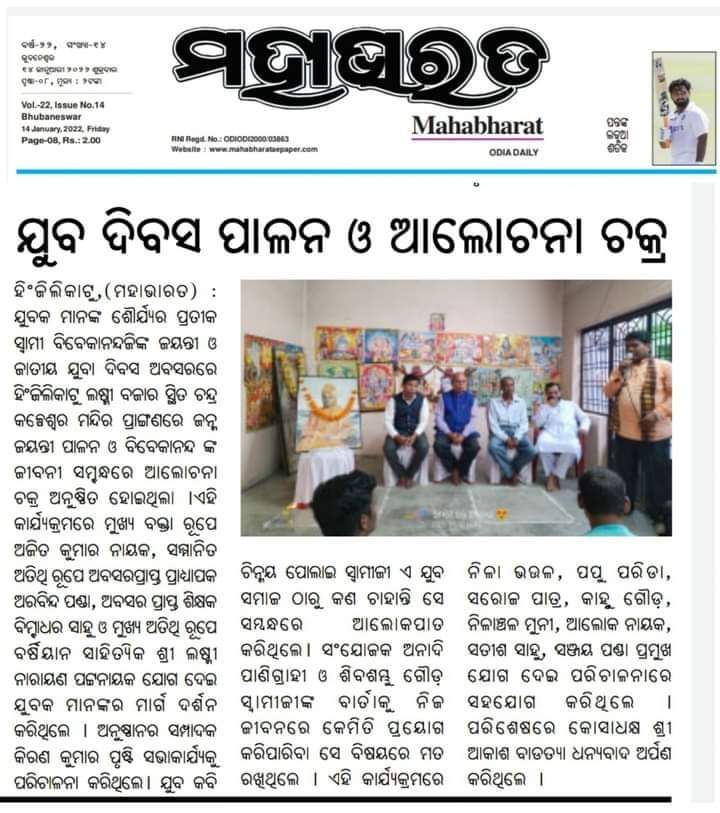 ବର୍ଷ-୨୨, ସଂଖ୍ୟା-୧୪
ଭୁବନେଶ୍ୱର
୧୪ ଜାନୁଆରୀ ୨୦୨୨ ଶୁକ୍ରବାର
ପୃଷ୍ଠା-୦୮, ମୂଲ୍ୟ : ୨ଟଙ୍କା
Vol.-22, Issue No.14
Bhubaneswar
14 January, 2022, Friday
Page-08, Rs.: 2.00
ମହାଭାରତ
Mahabharat
RNI Regd. No.: ODIODI2000/03863
Website : www.mahabharataepaper.com
ODIA DAILY
ପନ୍ତଙ୍କ
ଲଢୁଆ
ଶତକ
ଯୁବ ଦିବସ ପାଳନ ଓ ଆଲୋଚନା ଚକ୍ର
ହିଂଜିଲିକାଟୁ,(ମହାଭାରତ) :
ଯୁବକ ମାନଙ୍କ ଶୌର୍ଯ୍ୟର ପ୍ରତୀକ
ସ୍ୱାମୀ ବିବେକାନନ୍ଦଜିଙ୍କ ଜୟନ୍ତୀ ଓ
ଜାତୀୟ ଯୁବା ଦିବସ ଅବସରରେ
ହିଂଜିଲିକାଟୁ ଲକ୍ଷ୍ମୀ ବଜାର ସ୍ଥିତ ଚନ୍ଦ୍ର
କଚ୍ଛେଶ୍ୱର ମନ୍ଦିର ପ୍ରାଙ୍ଗଣରେ ଜନ୍ମ
ଜୟନ୍ତୀ ପାଳନ ଓ ବିବେକାନନ୍ଦ ଙ୍କ
ଜୀବନୀ ସମ୍ବନ୍ଧରେ ଆଲୋଚନା
ଚକ୍ର ଅନୁଷ୍ଠିତ ହୋଇଥିଲା ।ଏହି
କାର୍ଯ୍ୟକ୍ରମରେ ମୁଖ୍ୟ ବକ୍ତା ରୂପେ
ଅଜିତ କୁମାର ନାୟକ, ସମ୍ମାନିତ
ଅତିଥି ରୂପେ ଅବସରପ୍ରାପ୍ତ ପ୍ରାଧ୍ୟାପକ
ଅରବିନ୍ଦ ପଣ୍ଡା, ଅବସର ପ୍ରାପ୍ତ ଶିକ୍ଷକ
ବିମ୍ବାଧର ସାହୁ ଓ ମୁଖ୍ୟ ଅତିଥି ରୂପେ
ବର୍ଷିୟାନ ସାହିତ୍ୟିକ ଶ୍ରୀ ଲକ୍ଷ୍ମୀ
ନାରାୟଣ ପଟ୍ଟନାୟକ ଯୋଗ ଦେଇ
ଯୁବକ ମାନଙ୍କର ମାର୍ଗ ଦର୍ଶନ
କରିଥିଲେ । ଅନୁଷ୍ଠାନର ସମ୍ପାଦକ
କିରଣ କୁମାର ପୃଷ୍ଟି ସଭାକାର୍ଯ୍ୟକୁ
ପରିଚାଳନା କରିଥିଲେ। ଯୁବ କବି
ଚିନ୍ମୟ ପୋଲାଇ ସ୍ୱାମୀଜୀ ଏ ଯୁବ
ସମାଜ ଠାରୁ କଣ ଚାହାନ୍ତି ସେ
ସମ୍ବନ୍ଧରେ ଆଲୋକପାତ
କରିଥିଲେ। ସଂଯୋଜକ ଅନାଦି
ପାଣିଗ୍ରାହୀ ଓ ଶିବଶମ୍ଭୁ ଗୌଡ଼
ସ୍ୱାମୀଜୀଙ୍କ ବାର୍ତାକୁ ନିଜ
ଜୀବନରେ କେମିତି ପ୍ରୟୋଗ
କରିପାରିବା ସେ ବିଷୟରେ ମତ
ରଖିଥିଲେ । ଏହି କାର୍ଯ୍ୟକ୍ରମରେ
ନିଳା ଭଉଳ, ପପୁ ପରିଡା,
ସରୋଜ ପାତ୍ର, କାହ୍ନୁ ଗୌଡ଼,
ନିଳାଞ୍ଚଳ ମୁନୀ, ଆଲୋକ ନାୟକ,
ସତୀଶ ସାହୁ, ସଞ୍ଜୟ ପଣ୍ଡା ପ୍ରମୁଖ
ଯୋଗ ଦେଇ ପରିଚାଳନାରେ
ସହଯୋଗ କରିଥିଲେ ।
ପରିଶେଷରେ କୋସାଧକ୍ଷ ଶ୍ରୀ
ଆକାଶ ବାଡତ୍ୟା ଧନ୍ୟବାଦ ଅର୍ପଣ
କରିଥିଲେ ।